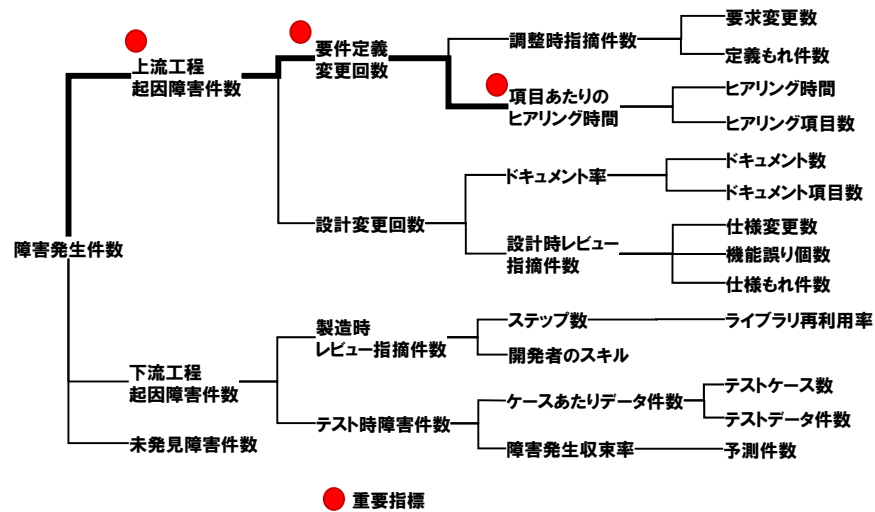 要件定義
変更回数
調整時指摘件数
要求変更数
定義もれ件数
上流工程
起因障害件数
項目あたりの
ヒアリング時間
ヒアリング時間
ヒアリング項目数
設計変更回数
ドキュメント率
ドキュメント数
ドキュメント項目数
設計時レビュー
指摘件数
仕様変更数
機能誤り個数
仕様もれ件数
障害発生件数
下流工程
起因障害件数
製造時
レビュー指摘件数
ステップ数
ライブラリ再利用率
開発者のスキル
テスト時障害件数
ケースあたりデータ件数
テストケース数
テストデータ件数
障害発生収束率
予測件数
未発見障害件数
重要指標